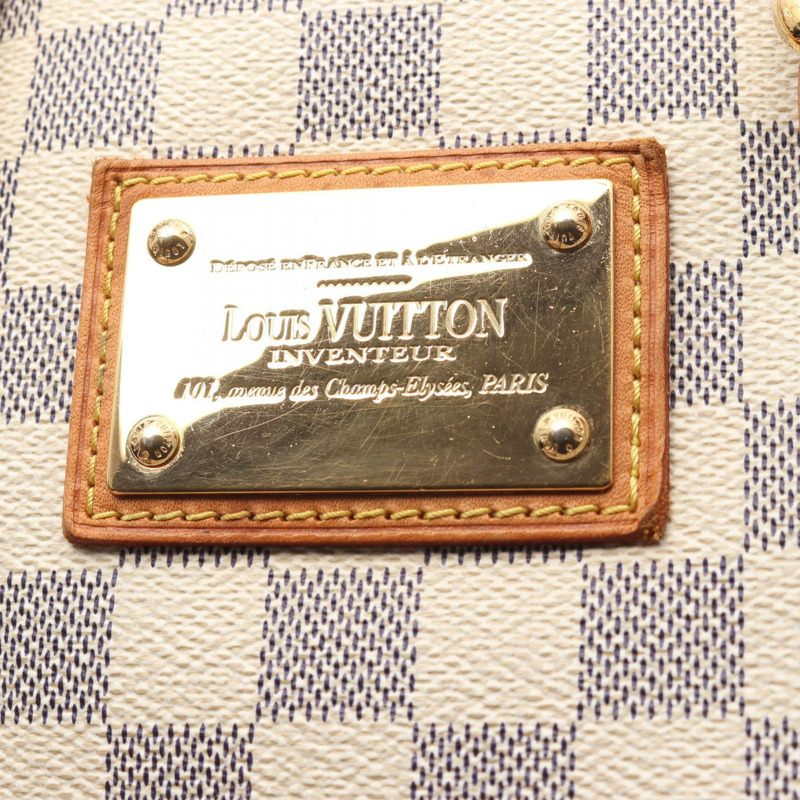 DÉPOSÉ EN FRANCE ET À L'ÉTRANGER
LOUIS VUITTON
INVENTEUR
101, avenue des Champs-Elysées, PARIS